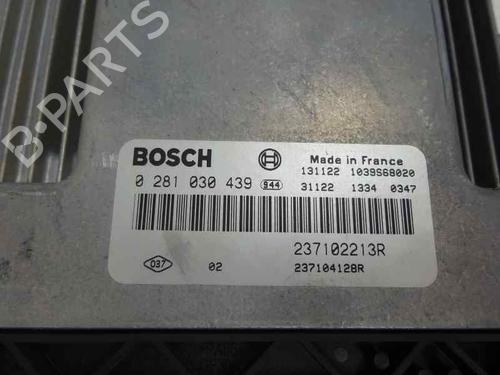 B-PARTS
BOSCH
Made in France
131122 1039S68020
0 281 030 439 944 31122 1334 0347
237102213R
037 02 237104128R